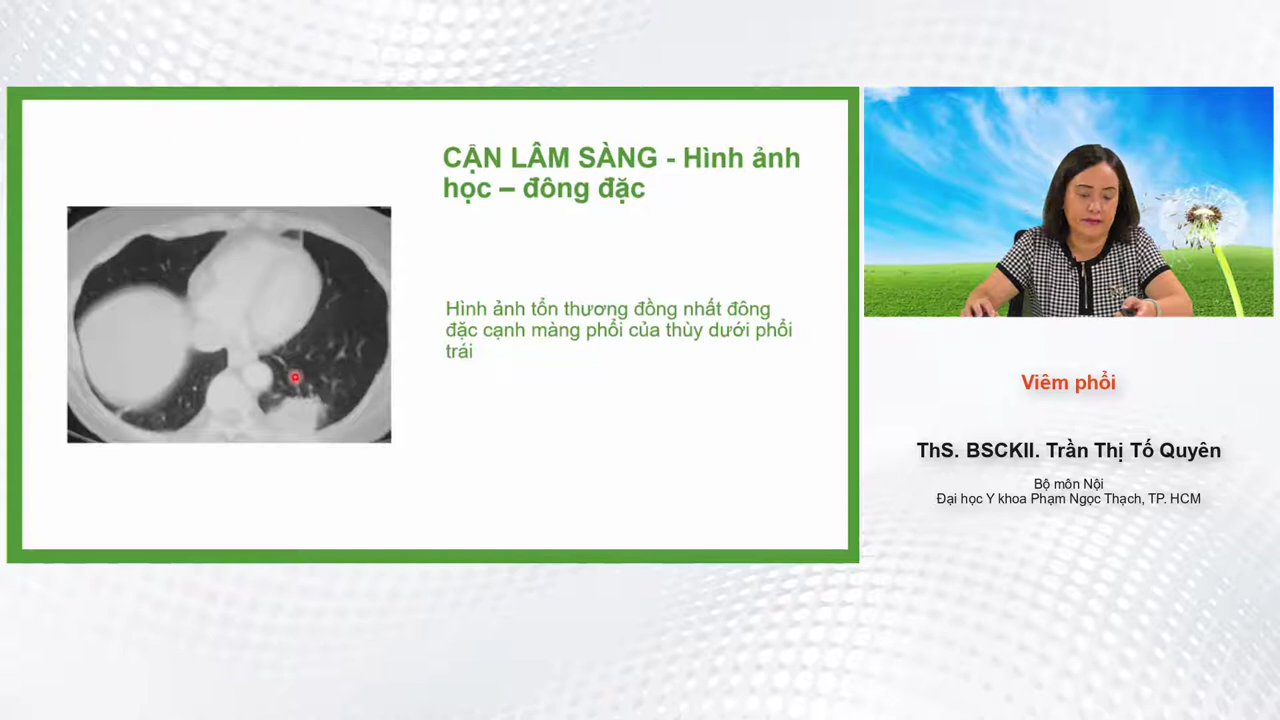 CẬN LÂM SÀNG - Hình ảnh
học – đông đặc
Hình ảnh tổn thương đồng nhất đông
đặc cạnh màng phổi của thùy dưới phổi
trái
Viêm phổi
ThS. BSCKII. Trần Thị Tố Quyên
Bộ môn Nội
Đại học Y khoa Phạm Ngọc Thạch, TP. HCM